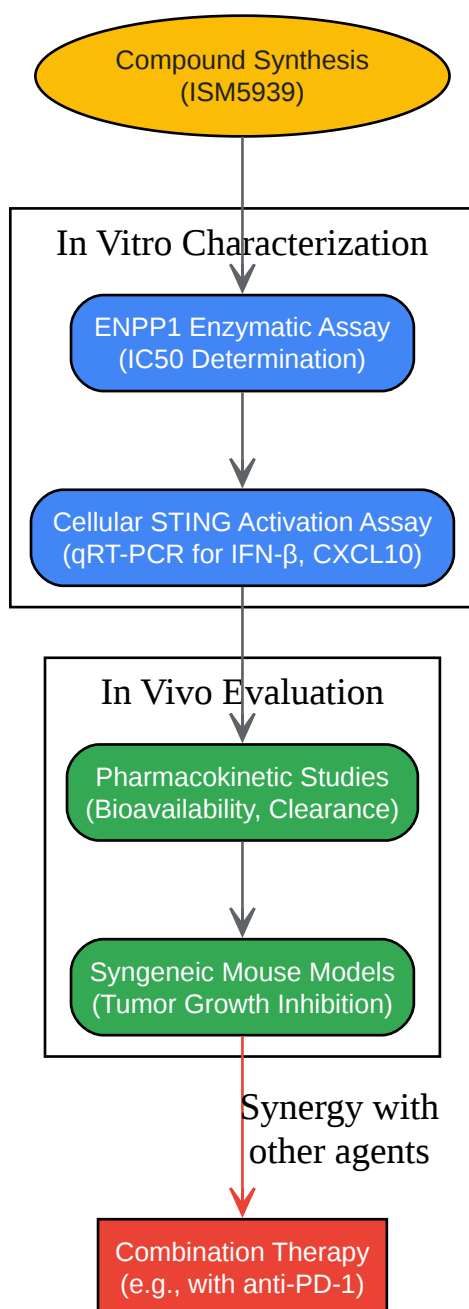 Compound Synthesis
(ISM5939)
In Vitro Characterization
ENPP1 Enzymatic Assay
(IC50 Determination)
Cellular STING Activation Assay
(qRT-PCR for IFN-β, CXCL10)
In Vivo Evaluation
Pharmacokinetic Studies
(Bioavailability, Clearance)
Syngeneic Mouse Models
(Tumor Growth Inhibition)
Synergy with
other agents
Combination Therapy
(e.g., with anti-PD-1)